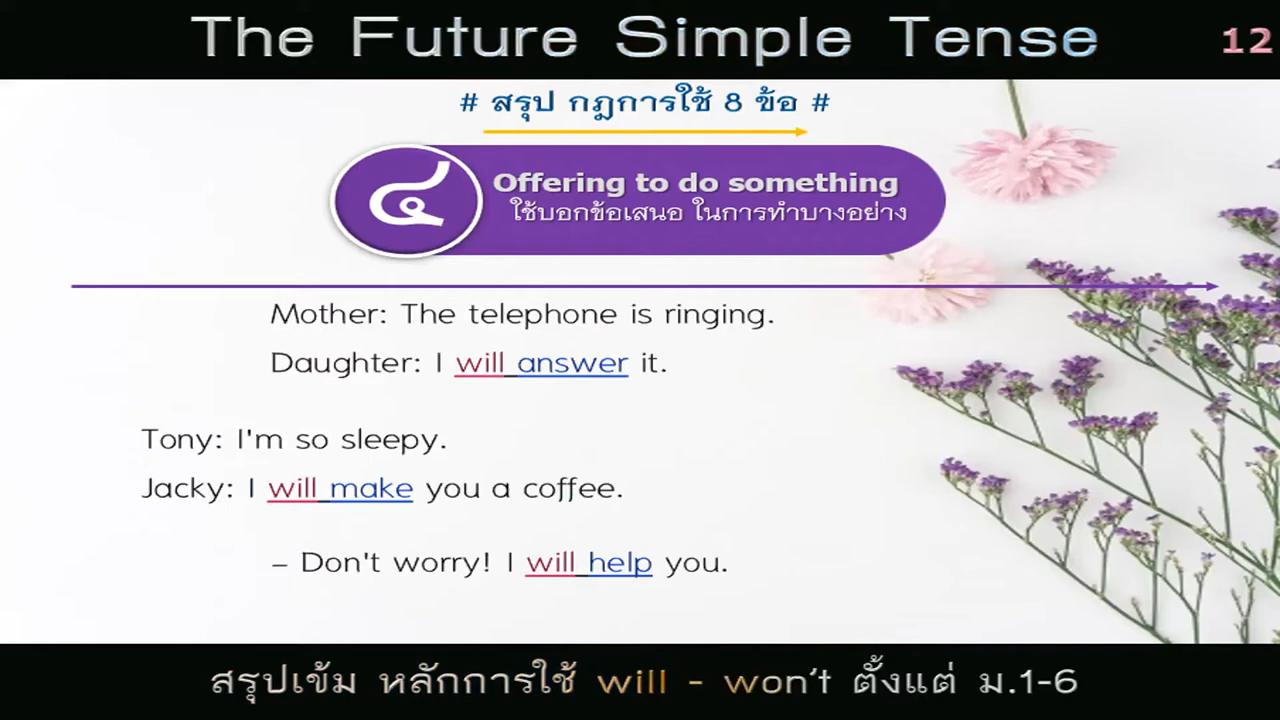 The Future Simple Tense
12
# สรุป กฎการใช้ 8 ข้อ #
๔
Offering to do something
ใช้บอกข้อเสนอ ในการทำบางอย่าง
Mother: The telephone is ringing.
Daughter: I will answer it.
Tony: I'm so sleepy.
Jacky: I will make you a coffee.
– Don't worry! I will help you.
สรุปเข้ม หลักการใช้ will - won't ตั้งแต่ ม.1-6